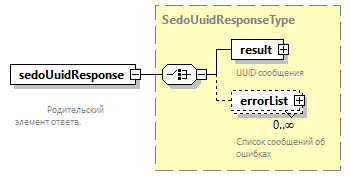 SedoUuidResponseType
result
UUID сообщения
sedoUuidResponse
Родительский
элемент ответа.
errorList
0..∞
Список сообщений об
ошибках